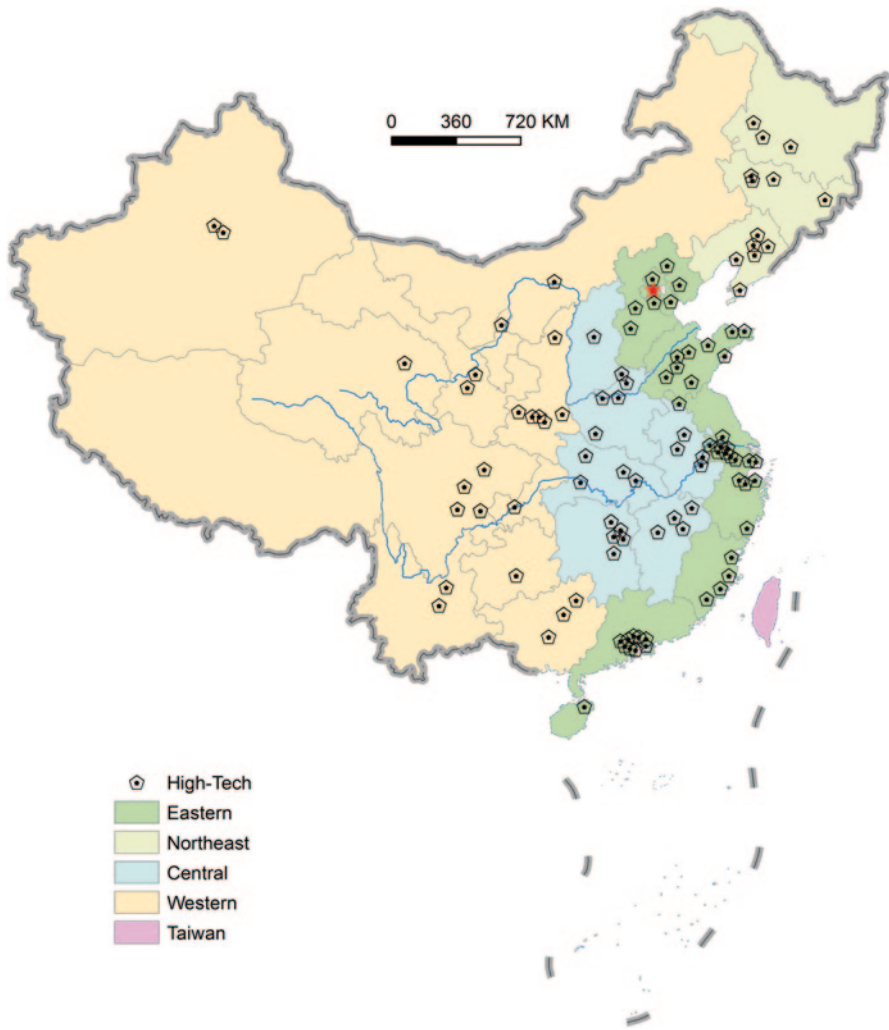 0 360 720 KM
High-Tech
Eastern
Northeast
Central
Western
Taiwan